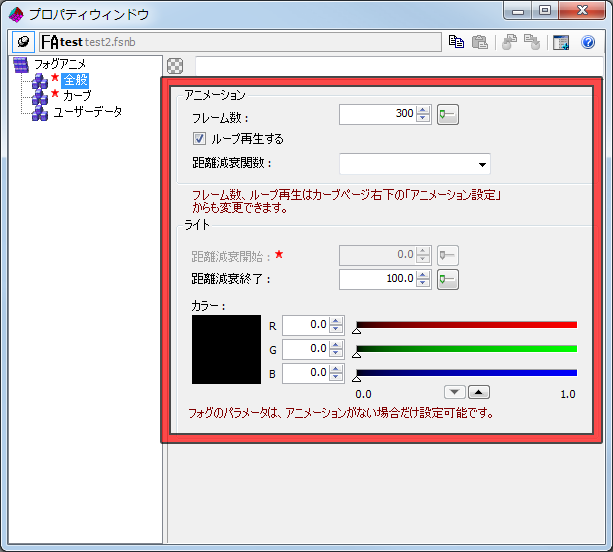 プロパティウィンドウ
FA test test2.fsnb
フォグアニメ
全般
カーブ
ユーザーデータ
アニメーション
フレーム数： 300
ループ再生する
距離減衰関数：
フレーム数、ループ再生はカーブページ右下の「アニメーション設定」
からも変更できます。
ライト
距離減衰開始： 0.0
距離減衰終了： 100.0
カラー：
R 0.0
G 0.0
B 0.0
0.0 1.0
フォグのパラメータは、アニメーションがない場合だけ設定可能です。